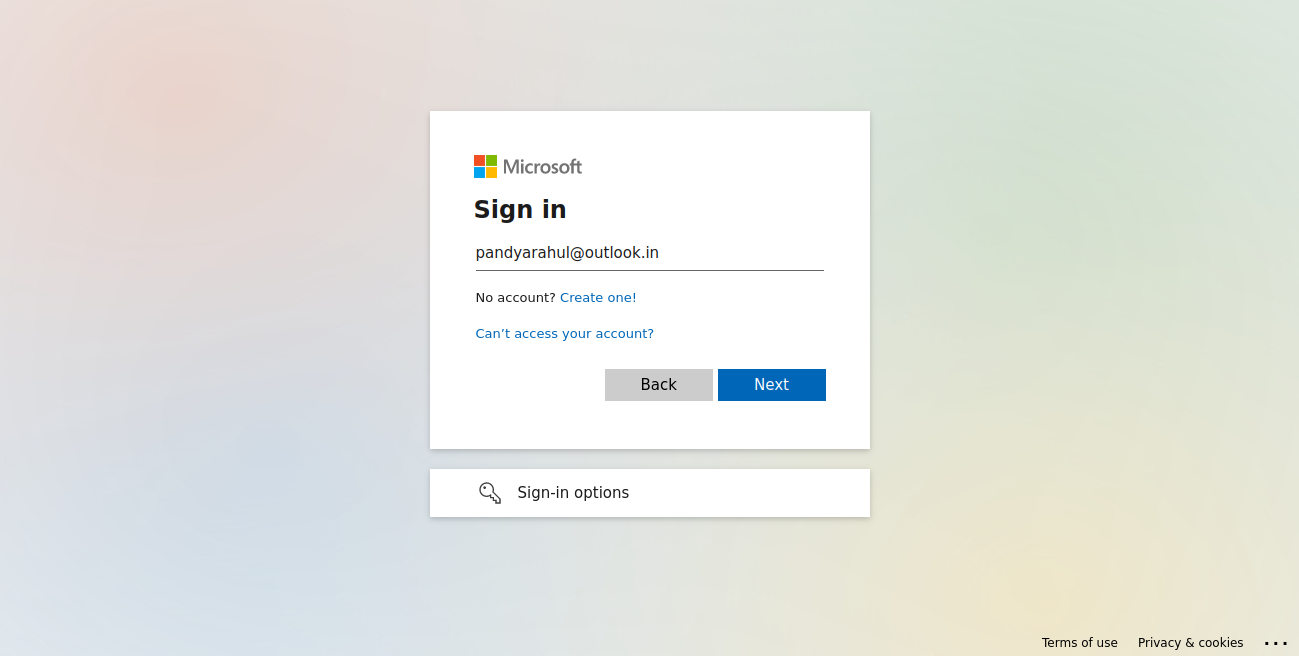 Microsoft
Sign in
pandyarahul@outlook.in
No account? Create one!
Can’t access your account?
Back Next
Sign-in options
Terms of use Privacy & cookies ...